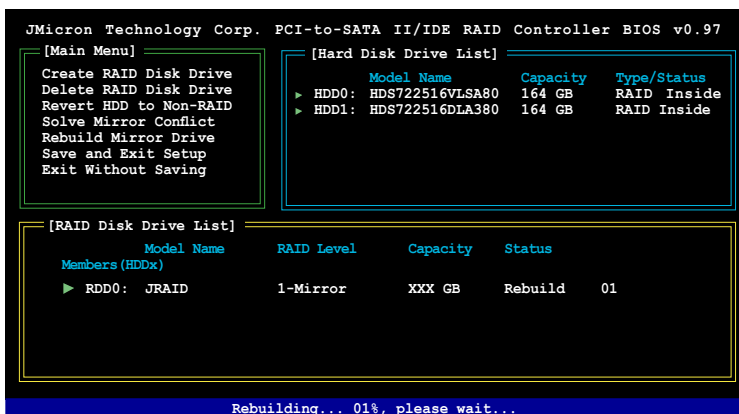 JMicron Technology Corp. PCI-to-SATA II/IDE RAID Controller BIOS v0.97
[Main Menu]
Create RAID Disk Drive
Delete RAID Disk Drive
Revert HDD to Non-RAID
Solve Mirror Conflict
Rebuild Mirror Drive
Save and Exit Setup
Exit Without Saving
[Hard Disk Drive List]
Model Name Capacity Type/Status
HDD0: HDS722516VLSA80 164 GB RAID Inside
HDD1: HDS722516DLA380 164 GB RAID Inside
[RAID Disk Drive List]
Model Name RAID Level Capacity Status
Members(HDDx)
RDD0: JRAID 1-Mirror XXX GB Rebuild 01
Rebuilding... 01%, please wait...